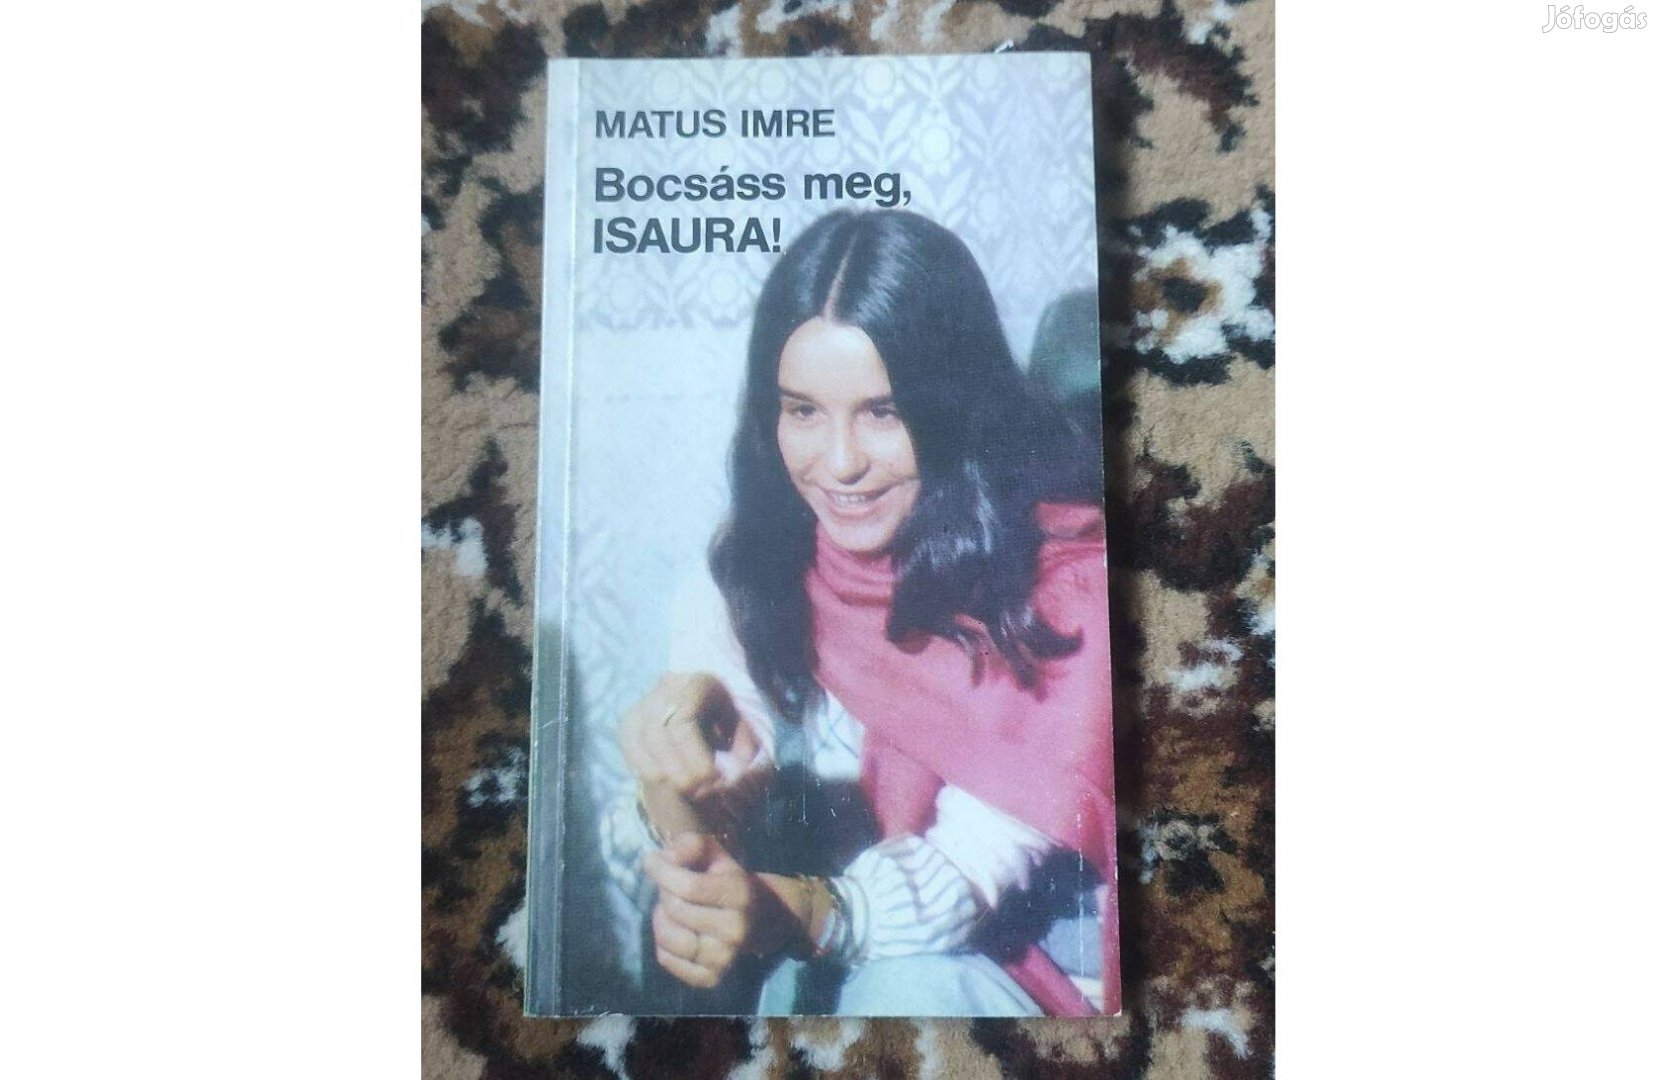 Jófogás
MATUS IMRE
Bocsáss meg,
ISAURA!